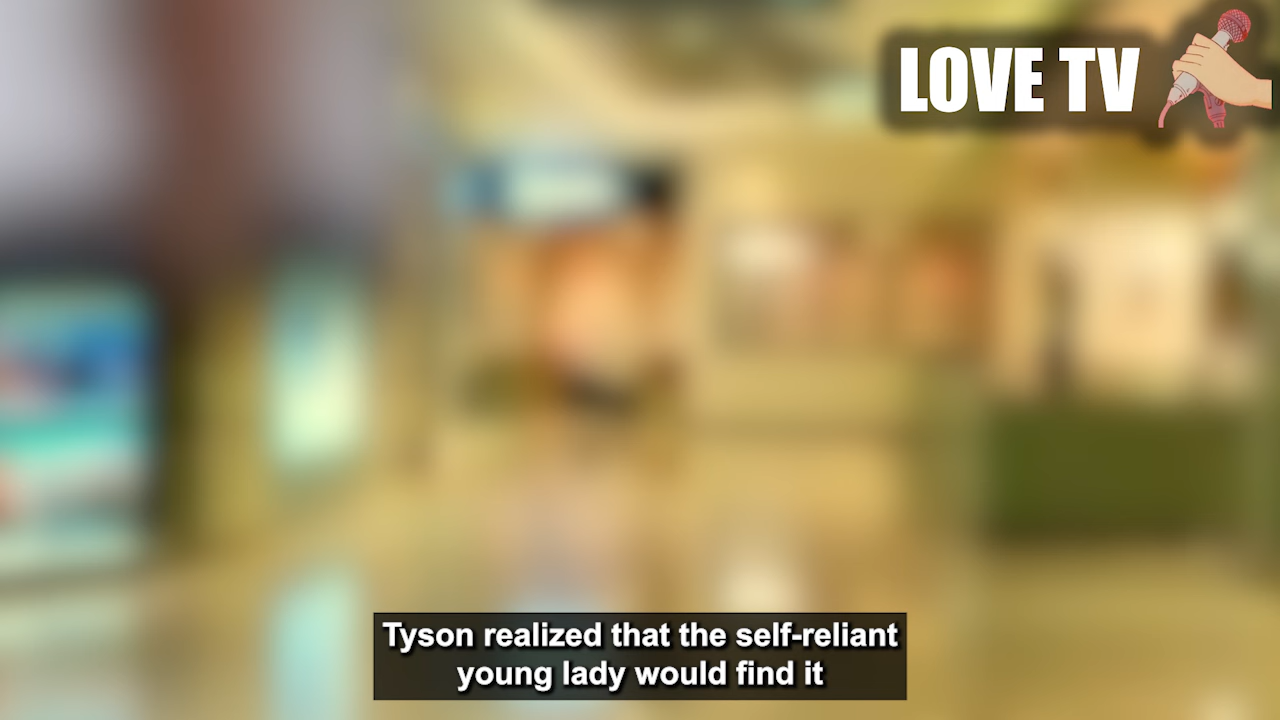 LOVE TV
Tyson realized that the self-reliant
young lady would find it